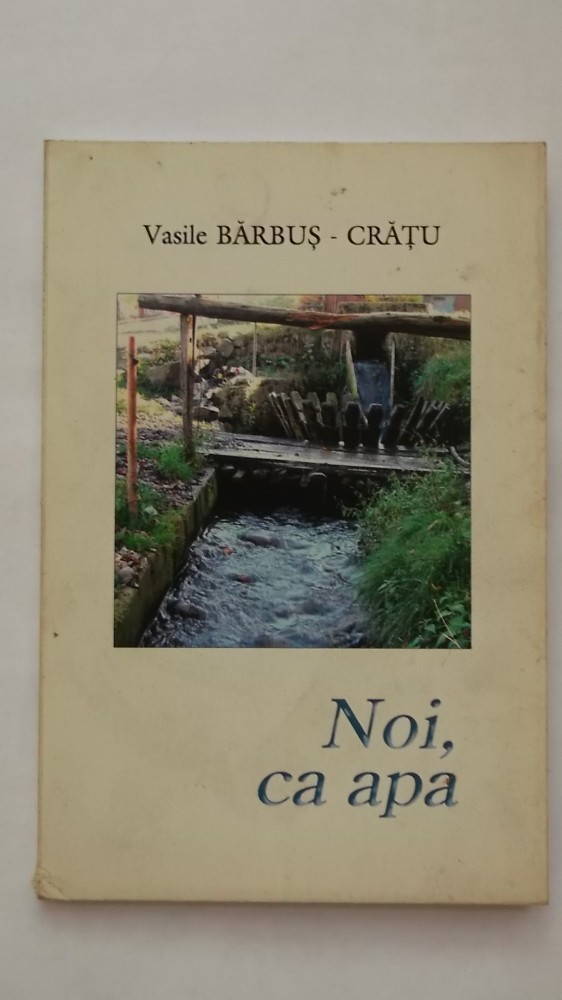 Vasile BĂRBUȘ - CRĂȚU
Noi,
ca apa